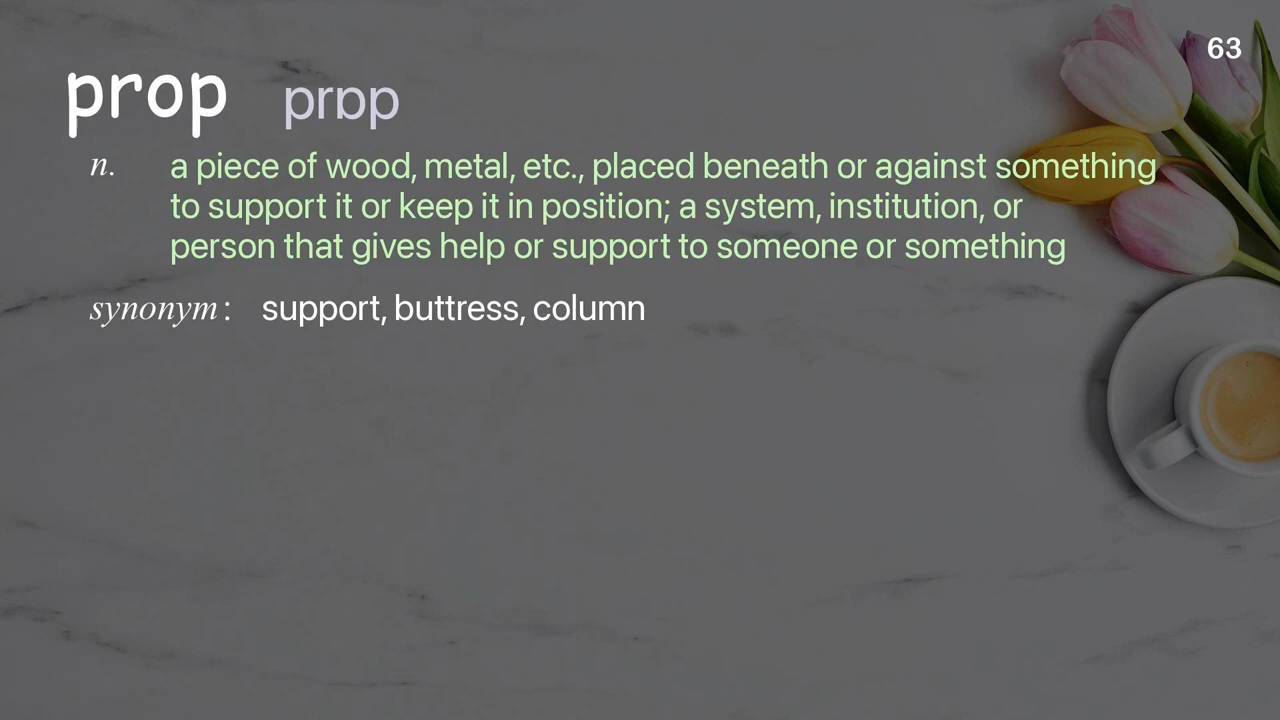 63
prop prɒp
n. a piece of wood, metal, etc., placed beneath or against something
to support it or keep it in position; a system, institution, or
person that gives help or support to someone or something
synonym: support, buttress, column